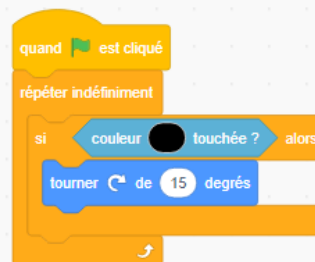 quand est cliqué
répéter indéfiniment
si couleur touchée ? alors
tourner de 15 degrés